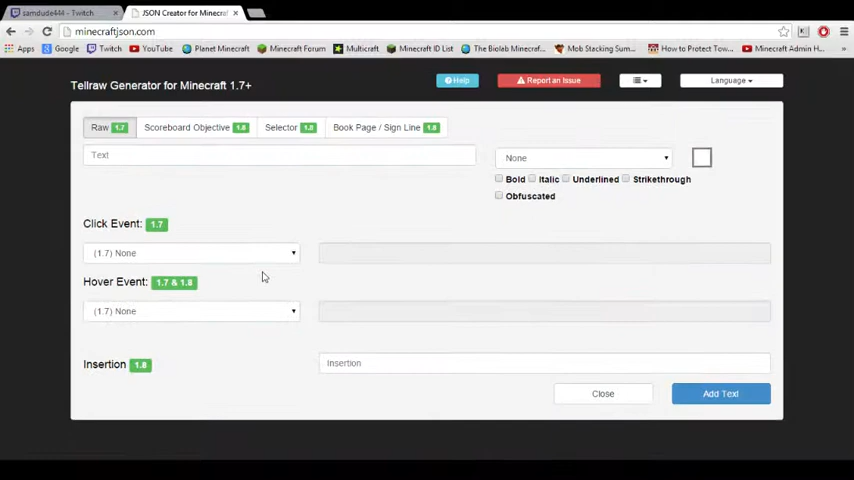 samdude444 - Twitch
JSON Creator for Minecraf
minecraftjson.com
Apps Google Twitch YouTube Planet Minecraft Minecraft Forum Multicraft Minecraft ID List The Biolab Minecraf... Mob Stacking Sum... How to Protect Tow... Minecraft Admin H...
Tellraw Generator for Minecraft 1.7+
Help
Report an Issue
Language
Raw 1.7 Scoreboard Objective 1.8 Selector 1.8 Book Page / Sign Line 1.8
Text
None
Bold Italic Underlined Strikethrough
Obfuscated
Click Event: 1.7
(1.7) None
Hover Event: 1.7 & 1.8
(1.7) None
Insertion 1.8
Insertion
Close
Add Text